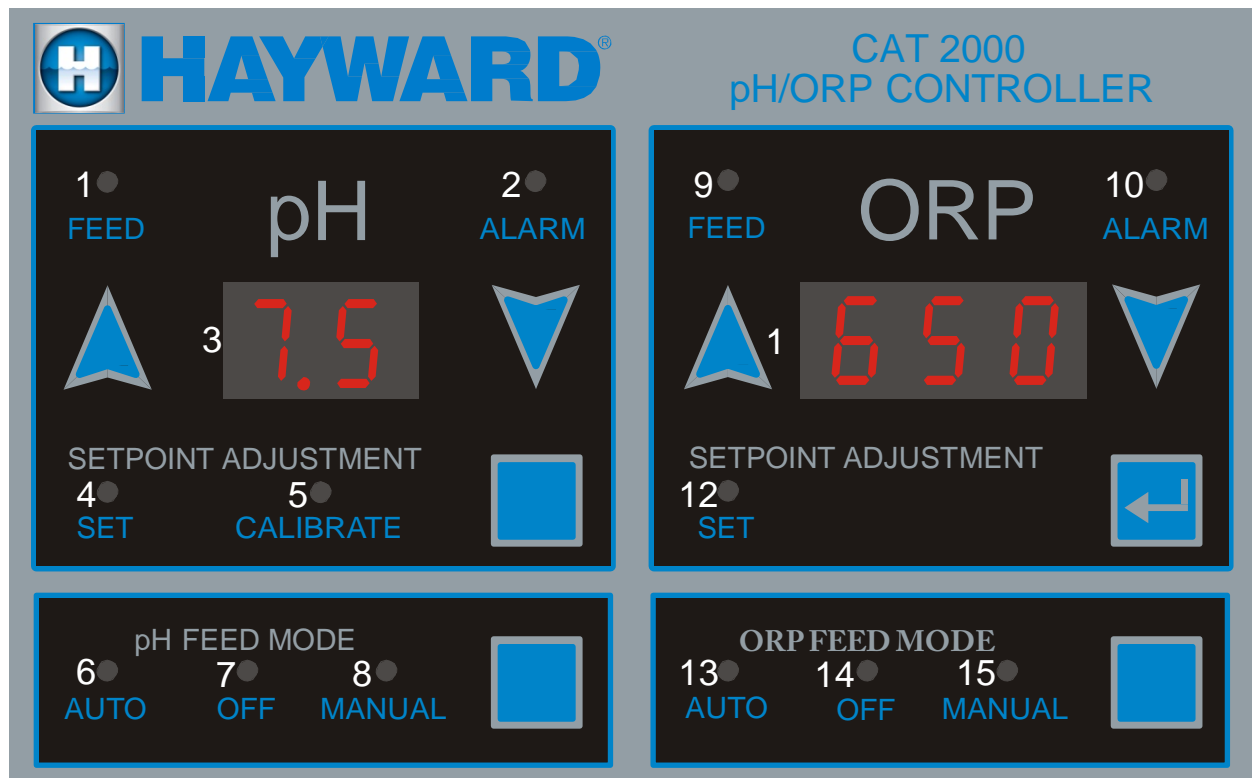 H HAYWARD®
CAT 2000
pH/ORP CONTROLLER
1
FEED
pH
2
ALARM
3
7.5
SETPOINT ADJUSTMENT
4
SET
5
CALIBRATE
9
FEED
ORP
10
ALARM
1
650
SETPOINT ADJUSTMENT
12
SET
pH FEED MODE
6
AUTO
7
OFF
8
MANUAL
ORP FEED MODE
13
AUTO
14
OFF
15
MANUAL